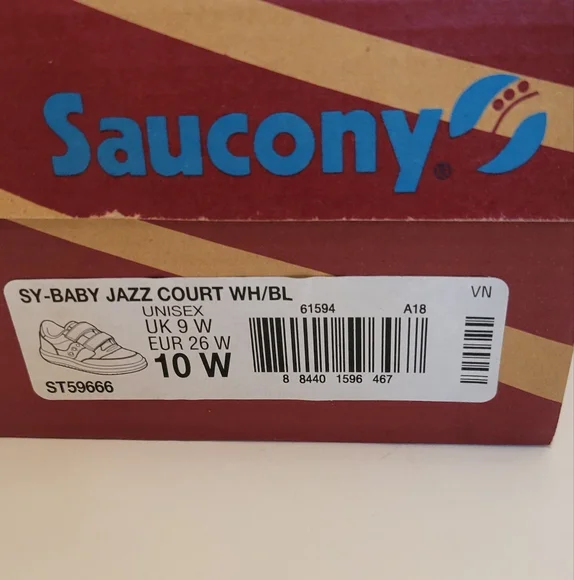 Saucony®
SY-BABY JAZZ COURT WH/BL
VN
UNISEX
61594
A18
UK 9 W
EUR 26 W
10 W
8 8440 1596 467
ST59666